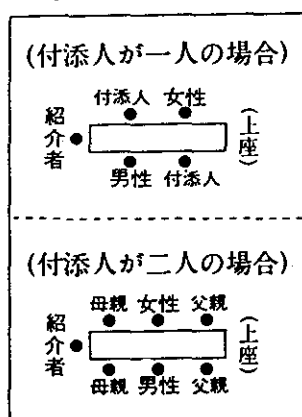 (付添人が一人の場合)
付添人 女性
紹介者
(上座)
男性 付添人
(付添人が二人の場合)
母親 女性 父親
紹介者
(上座)
母親 男性 父親